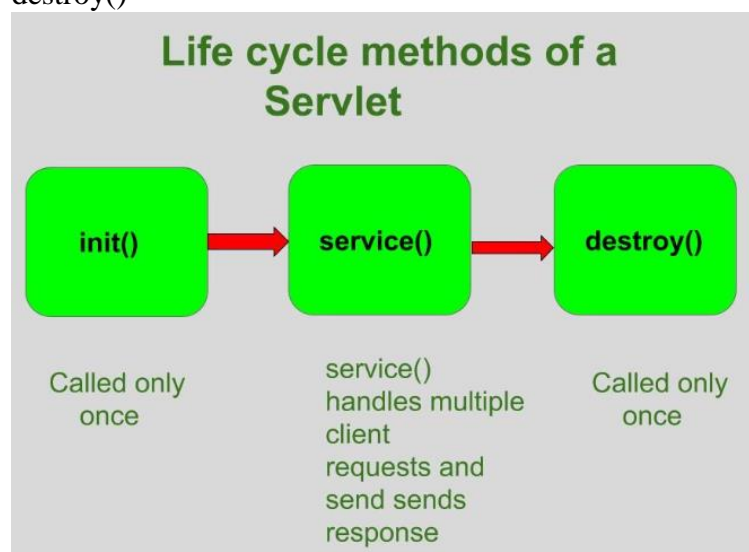 destroy()
Life cycle methods of a
Servlet
init()
service()
destroy()
Called only
once
service()
handles multiple
client
requests and
send sends
response
Called only
once